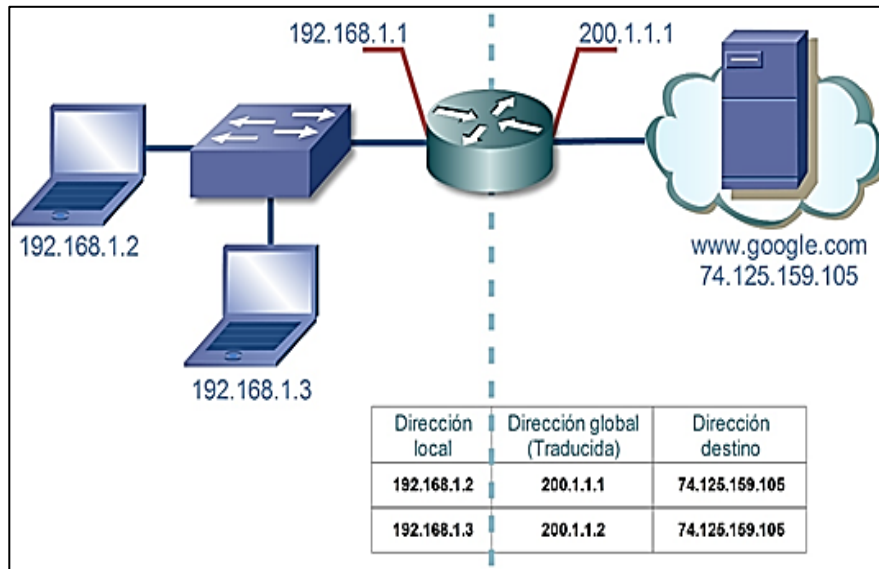 192.168.1.1
200.1.1.1
192.168.1.2
192.168.1.3
www.google.com
74.125.159.105
Dirección local
Dirección global (Traducida)
Dirección destino
192.168.1.2 200.1.1.1 74.125.159.105
192.168.1.3 200.1.1.2 74.125.159.105